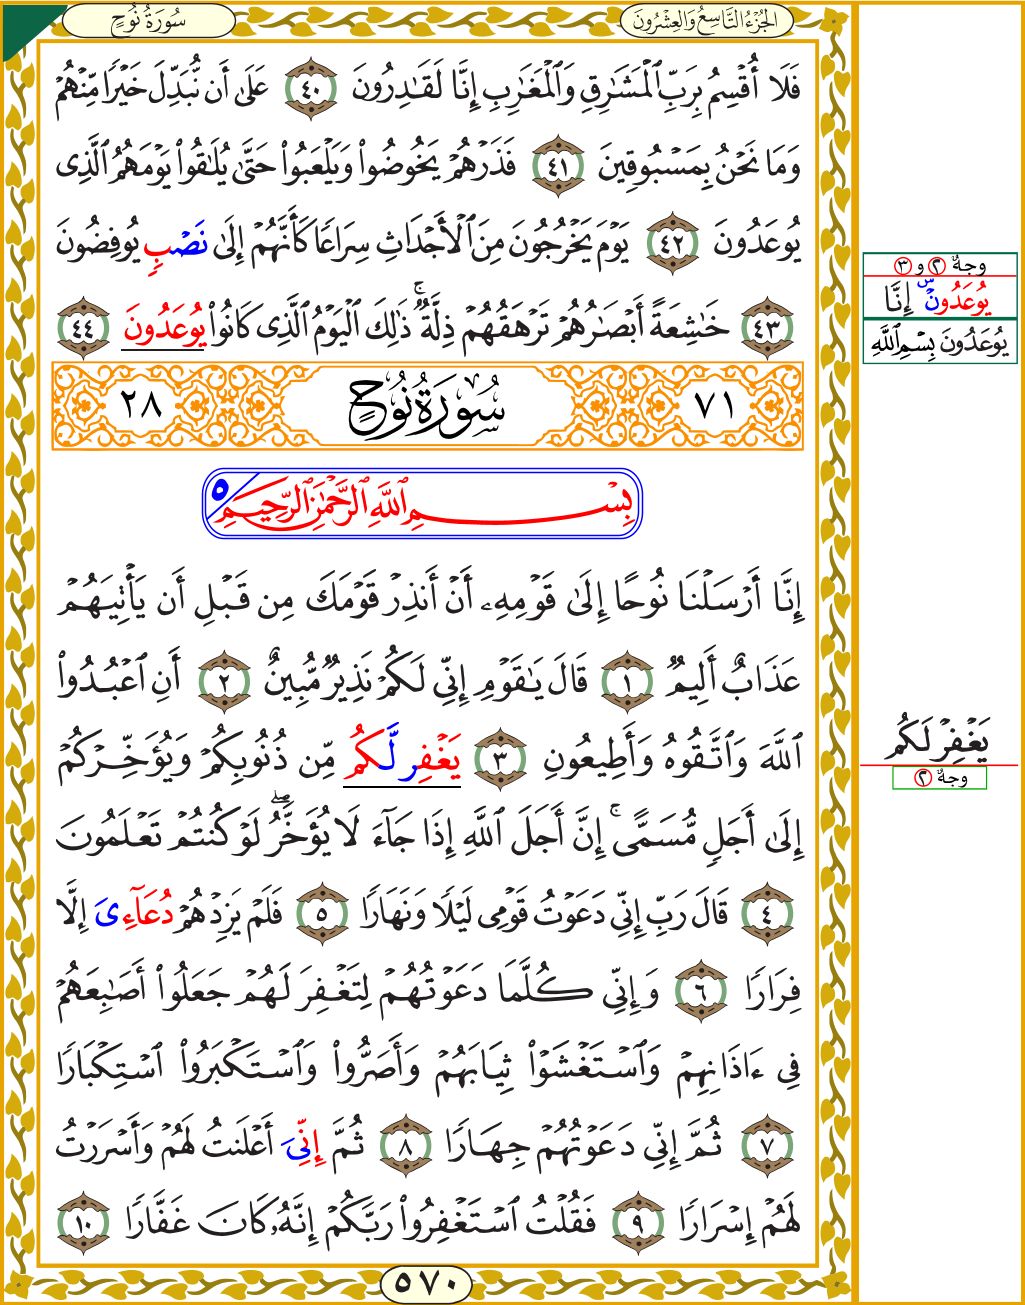 الجُزْءُ التَّاسِعُ وَالعِشْرُونَ
سُورَةُ نُوحٍ
فَلَآ أُقْسِمُ بِرَبِّ ٱلْمَشَٰرِقِ وَٱلْمَغَٰرِبِ إِنَّا لَقَٰدِرُونَ ٤٠ عَلَىٰ أَن نُّبَدِّلَ خَيْرًا مِّنْهُمْ
وَمَا نَحْنُ بِمَسْبُوقِينَ ٤١ فَذَرْهُمْ يَخُوضُوا۟ وَيَلْعَبُوا۟ حَتَّىٰ يُلَٰقُوا۟ يَوْمَهُمُ ٱلَّذِى
يُوعَدُونَ ٤٢ يَوْمَ يَخْرُجُونَ مِنَ ٱلْأَجْدَاثِ سِرَاعًا كَأَنَّهُمْ إِلَىٰ نَصْبٍ يُوفِضُونَ
٤٣ خَٰشِعَةً أَبْصَٰرُهُمْ تَرْهَقُهُمْ ذِلَّةٌ ۚ ذَٰلِكَ ٱلْيَوْمُ ٱلَّذِى كَانُوا۟ يُوعَدُونَ ٤٤
٧١ سُورَةُ نُوحٍ ٢٨
بِسْمِ ٱللَّهِ ٱلرَّحْمَٰنِ ٱلرَّحِيمِ ٥
إِنَّآ أَرْسَلْنَا نُوحًا إِلَىٰ قَوْمِهِۦ أَنْ أَنذِرْ قَوْمَكَ مِن قَبْلِ أَن يَأْتِيَهُمْ
عَذَابٌ أَلِيمٌ ١ قَالَ يَٰقَوْمِ إِنِّى لَكُمْ نَذِيرٌ مُّبِينٌ ٢ أَنِ ٱعْبُدُوا۟
ٱللَّهَ وَٱتَّقُوهُ وَأَطِيعُونِ ٣ يَغْفِر لَّكُم مِّن ذُنُوبِكُمْ وَيُؤَخِّرْكُمْ
إِلَىٰٓ أَجَلٍ مُّسَمًّى ۚ إِنَّ أَجَلَ ٱللَّهِ إِذَا جَآءَ لَا يُؤَخَّرُ ۖ لَوْ كُنتُمْ تَعْلَمُونَ
٤ قَالَ رَبِّ إِنِّى دَعَوْتُ قَوْمِى لَيْلًا وَنَهَارًا ٥ فَلَمْ يَزِدْهُمْ دُعَآءِىَ إِلَّا
فِرَارًا ٦ وَإِنِّى كُلَّمَا دَعَوْتُهُمْ لِتَغْفِرَ لَهُمْ جَعَلُوٓا۟ أَصَٰبِعَهُمْ
فِىٓ ءَاذَانِهِمْ وَٱسْتَغْشَوْا۟ ثِيَابَهُمْ وَأَصَرُّوا۟ وَٱسْتَكْبَرُوا۟ ٱسْتِكْبَارًا
٧ ثُمَّ إِنِّى دَعَوْتُهُمْ جِهَارًا ٨ ثُمَّ إِنِّىَ أَعْلَنتُ لَهُمْ وَأَسْرَرْتُ
لَهُمْ إِسْرَارًا ٩ فَقُلْتُ ٱسْتَغْفِرُوا۟ رَبَّكُمْ إِنَّهُۥ كَانَ غَفَّارًا ١٠
٥٧٠
وجهٌ ٢ و ٣
يُوعَدُونَ س إِنَّا
يُوعَدُونَ بِسْمِ ٱللَّهِ
يَغْفِرْ لَكُمْ
وجهٌ ٢